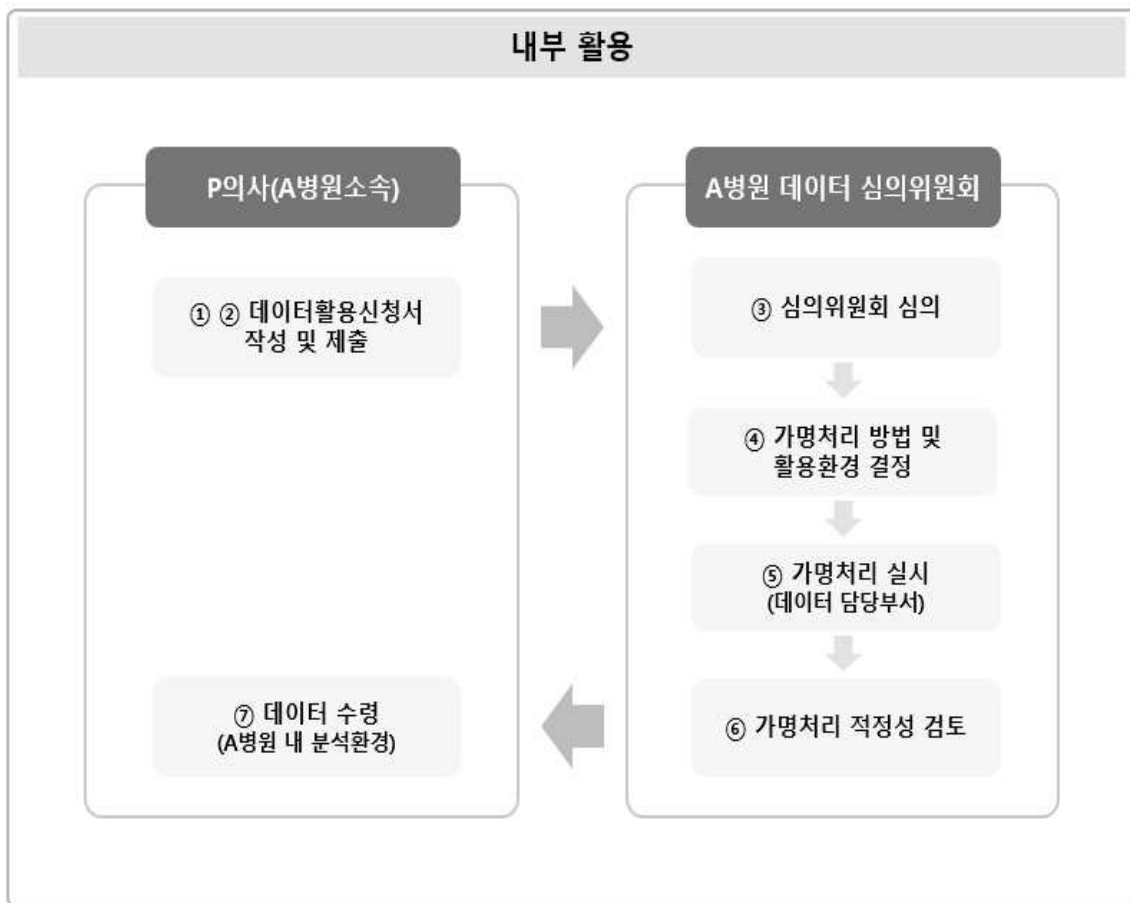 내부 활용
P의사(A병원소속)
① ② 데이터활용신청서
작성 및 제출
⑦ 데이터 수령
(A병원 내 분석환경)
A병원 데이터 심의위원회
③ 심의위원회 심의
④ 가명처리 방법 및
활용환경 결정
⑤ 가명처리 실시
(데이터 담당부서)
⑥ 가명처리 적정성 검토